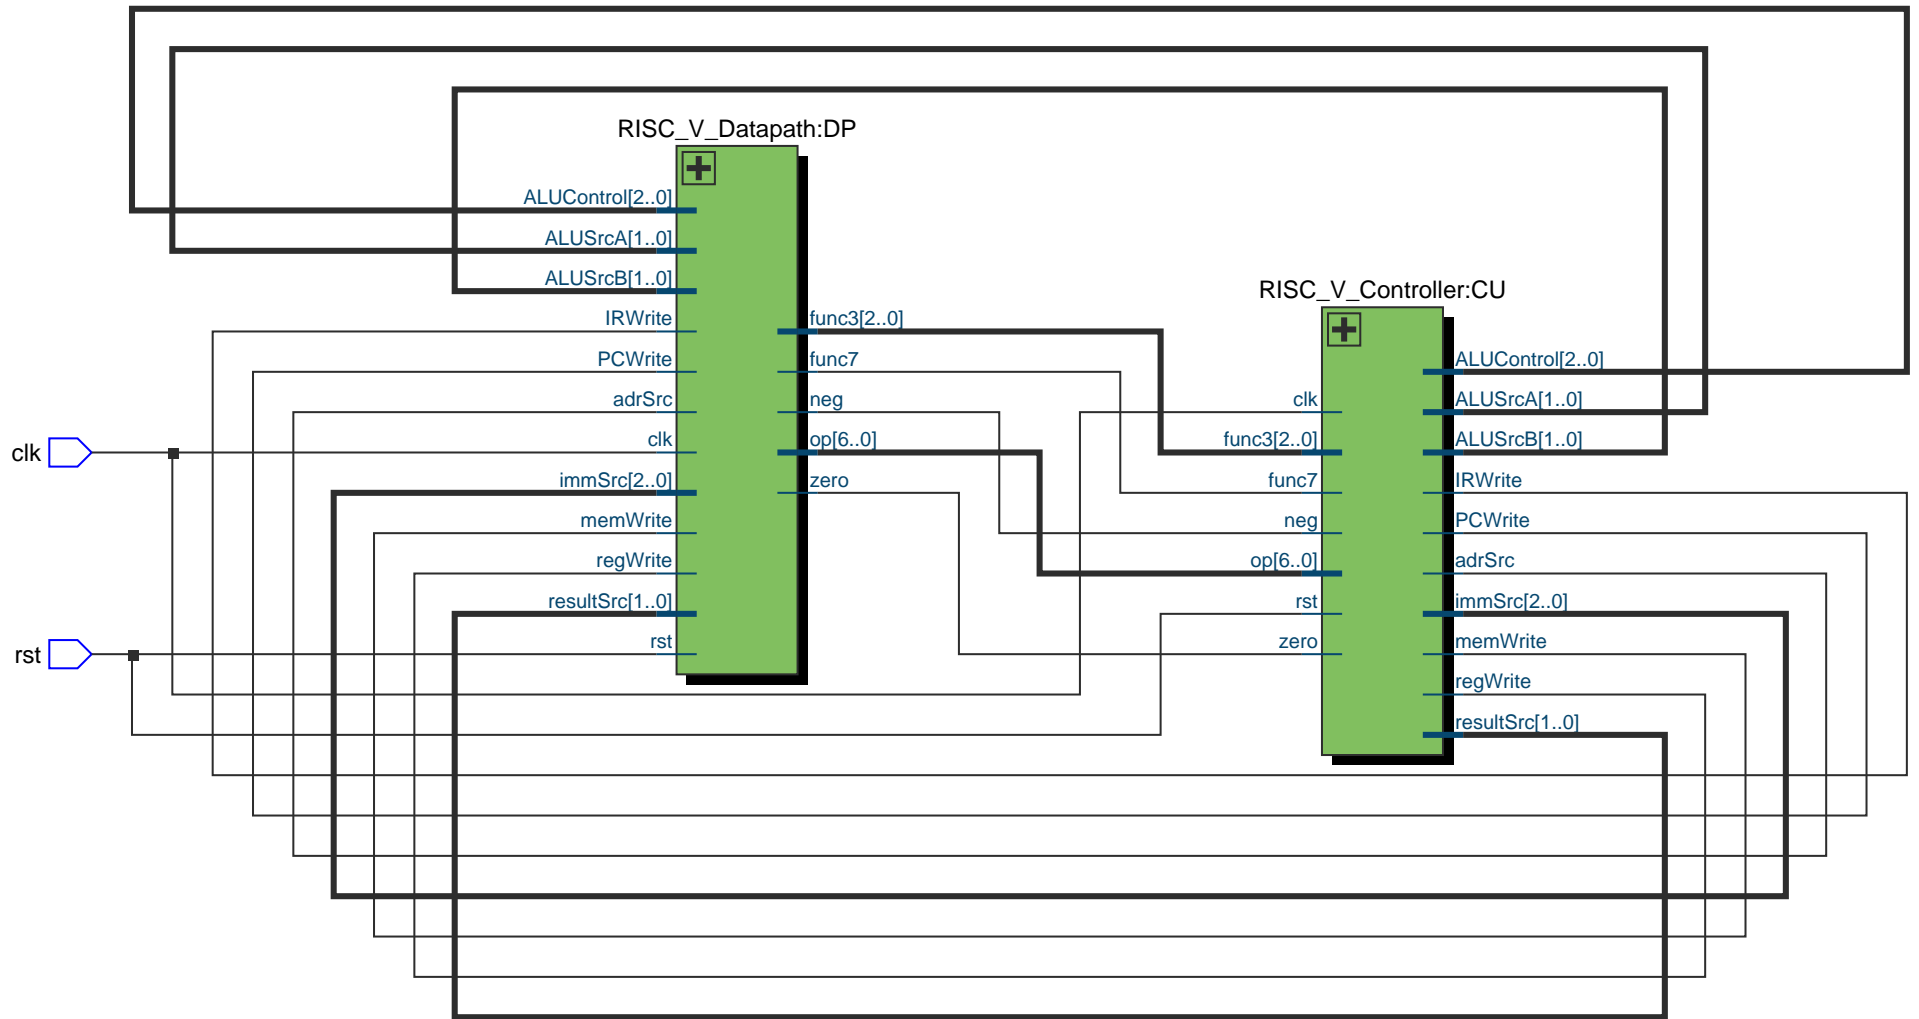 RISC_V_Datapath:DP
ALUControl[2..0]
ALUSrcA[1..0]
ALUSrcB[1..0]
IRWrite
PCWrite
adrSrc
clk
immSrc[2..0]
memWrite
regWrite
resultSrc[1..0]
rst
func3[2..0]
func7
neg
op[6..0]
zero
clk
rst
RISC_V_Controller:CU
clk
func3[2..0]
func7
neg
op[6..0]
rst
zero
ALUControl[2..0]
ALUSrcA[1..0]
ALUSrcB[1..0]
IRWrite
PCWrite
adrSrc
immSrc[2..0]
memWrite
regWrite
resultSrc[1..0]